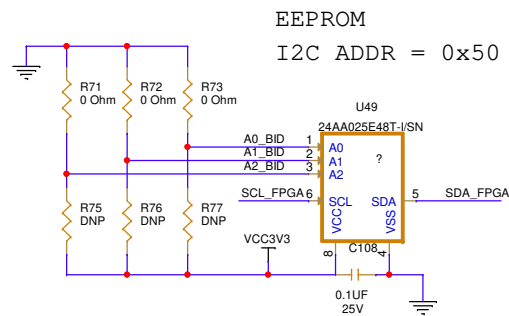 EEPROM
I2C ADDR = 0x50
R71
0 Ohm
R72
0 Ohm
R73
0 Ohm
U49
24AA025E48T-I/SN
A0_BID
1
A0
A1_BID
2
A1
?
A2_BID
3
A2
SCL_FPGA
6
SCL
SDA
5
SDA_FPGA
VCC
VSS
R75
DNP
R76
DNP
R77
DNP
VCC3V3
8
C108
4
0.1UF
25V